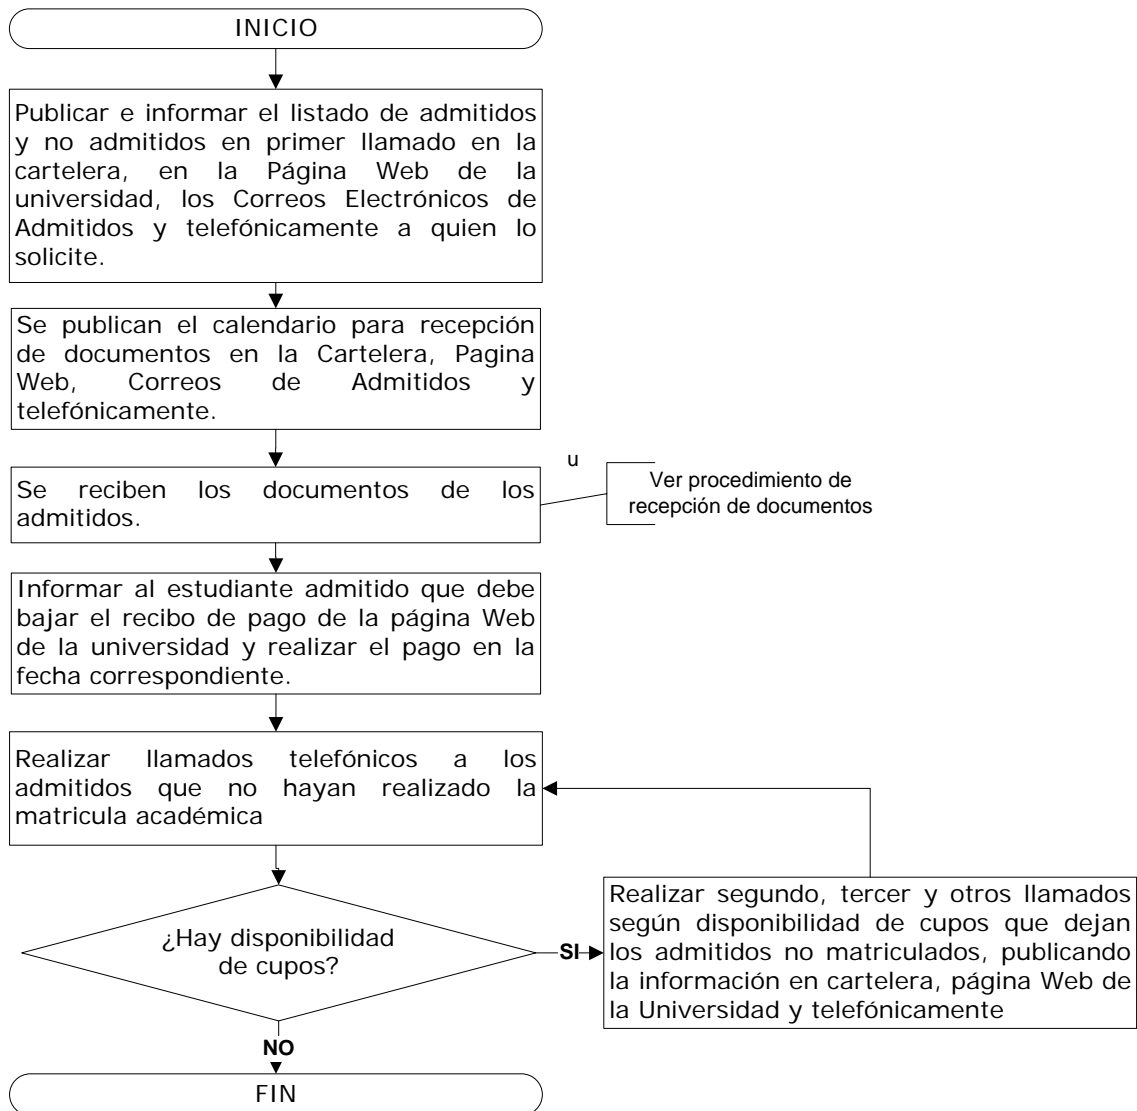 INICIO
Publicar e informar el listado de admitidos
y no admitidos en primer llamado en la
cartelera, en la Página Web de la
universidad, los Correos Electrónicos de
Admitidos y telefónicamente a quien lo
solicite.
Se publican el calendario para recepción
de documentos en la Cartelera, Pagina
Web, Correos de Admitidos y
telefónicamente.
Se reciben los documentos de los
admitidos.
u
Ver procedimiento de
recepción de documentos
Informar al estudiante admitido que debe
bajar el recibo de pago de la página Web
de la universidad y realizar el pago en la
fecha correspondiente.
Realizar llamados telefónicos a los
admitidos que no hayan realizado la
matricula académica
¿Hay disponibilidad
de cupos?
SI
Realizar segundo, tercer y otros llamados
según disponibilidad de cupos que dejan
los admitidos no matriculados, publicando
la información en cartelera, página Web de
la Universidad y telefónicamente
NO
FIN